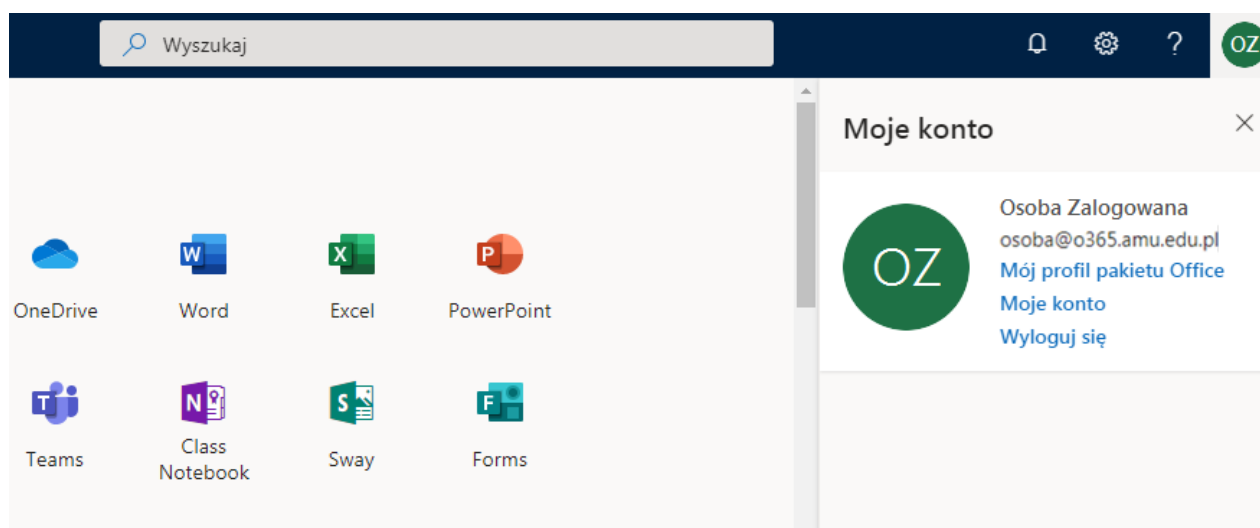 Wyszukaj
?
OZ
Moje konto
OZ
Osoba Zalogowana
osoba@o365.amu.edu.pl
Mój profil pakietu Office
Moje konto
Wyloguj się
OneDrive
W
Word
X
Excel
P
PowerPoint
T
Teams
N
Class
Notebook
S
Sway
F
Forms